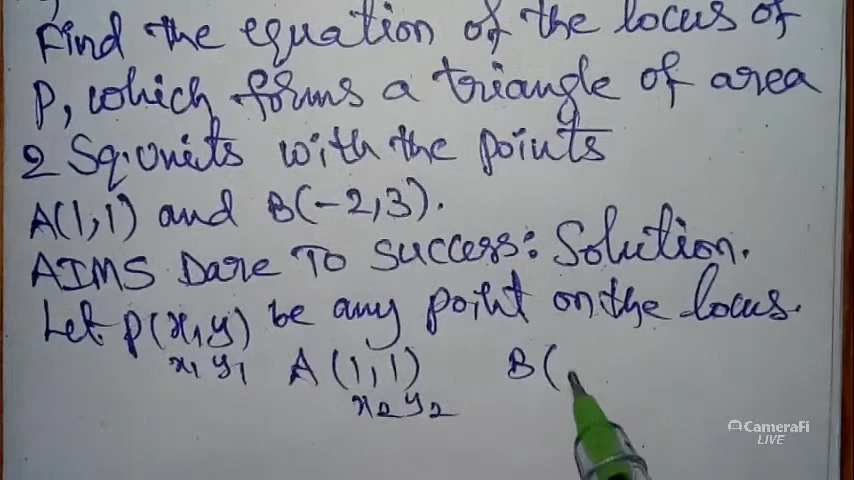 Find the equation of the locus of
P, which forms a triangle of area
2 Sq.units with the points
A(1,1) and B(-2,3).
AIMS Dare To success: Solution.
Let P(x,y) be any point on the locus.
A (1,1) B(
x1 y1
x2 y2
CameraFi
LIVE